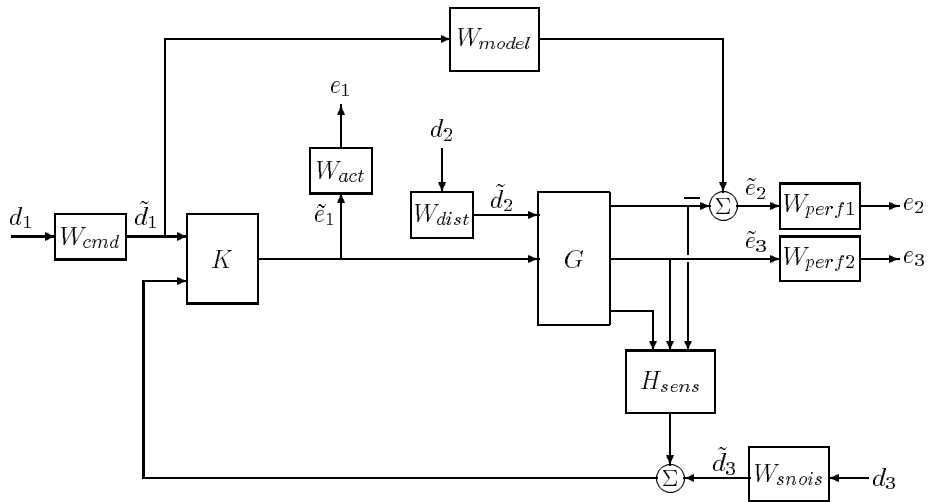 W_model
e_1
W_act
d_2
ẽ_1
W_dist
d̃_2
−
Σ
ẽ_2
W_perf1
e_2
d_1
W_cmd
d̃_1
K
G
ẽ_3
W_perf2
e_3
H_sens
Σ
d̃_3
W_snois
d_3